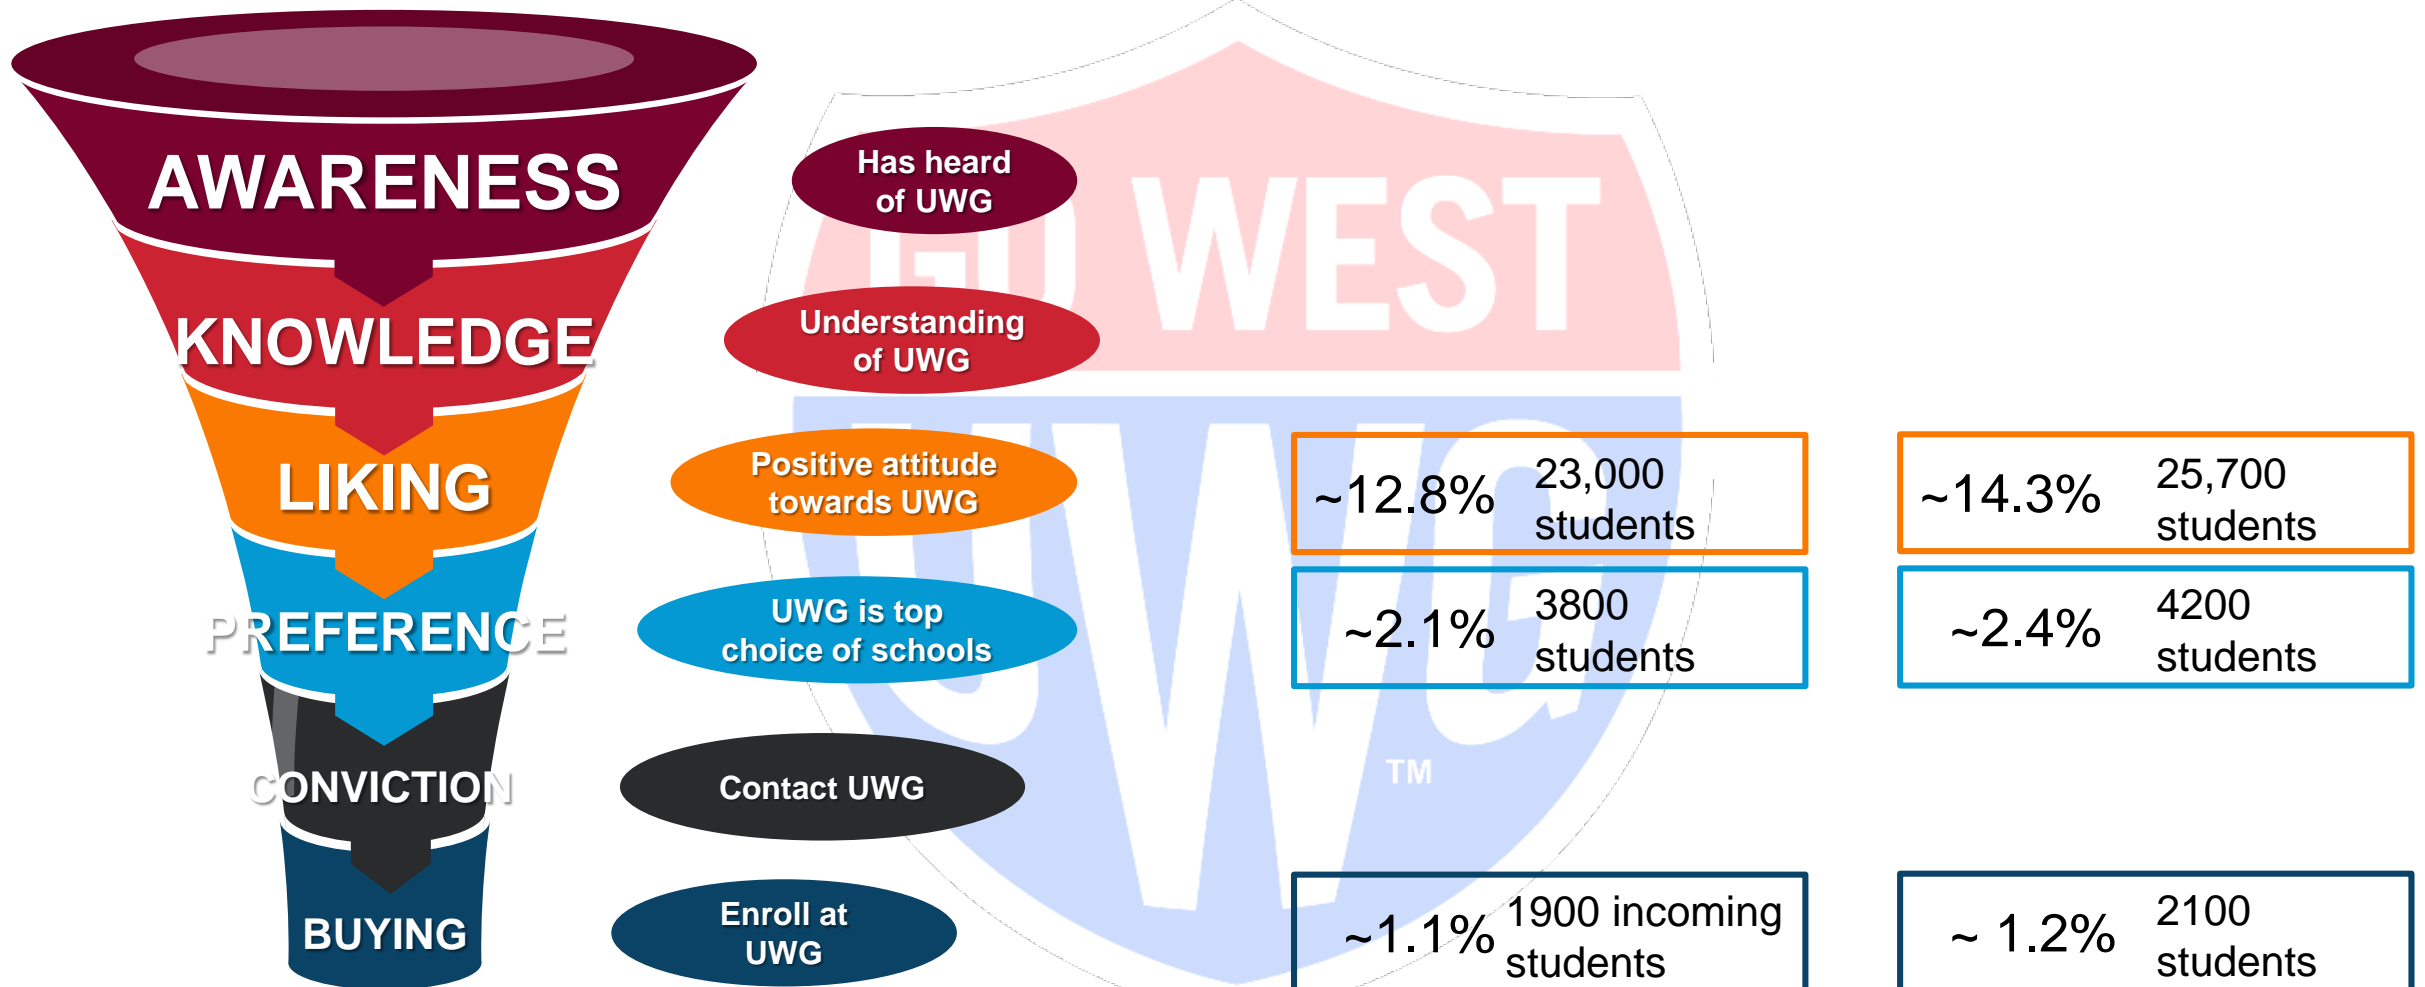 AWARENESS
Has heard
of UWG
GO WEST
KNOWLEDGE
Understanding
of UWG
UWG
TM
LIKING
Positive attitude
towards UWG
~12.8%
23,000
students
~14.3%
25,700
students
PREFERENCE
UWG is top
choice of schools
~2.1%
3800
students
~2.4%
4200
students
CONVICTION
Contact UWG
BUYING
Enroll at
UWG
~1.1%
1900 incoming
students
~ 1.2%
2100
students